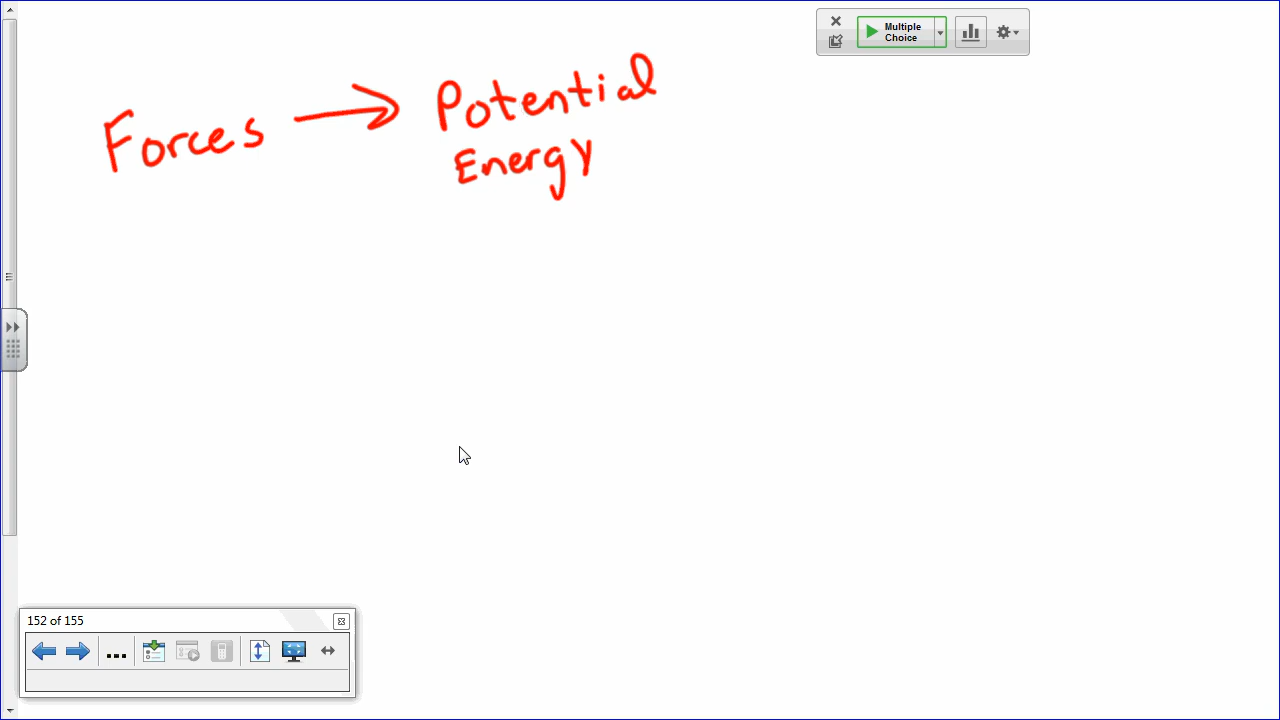 Multiple
Choice
Forces → Potential
Energy
152 of 155